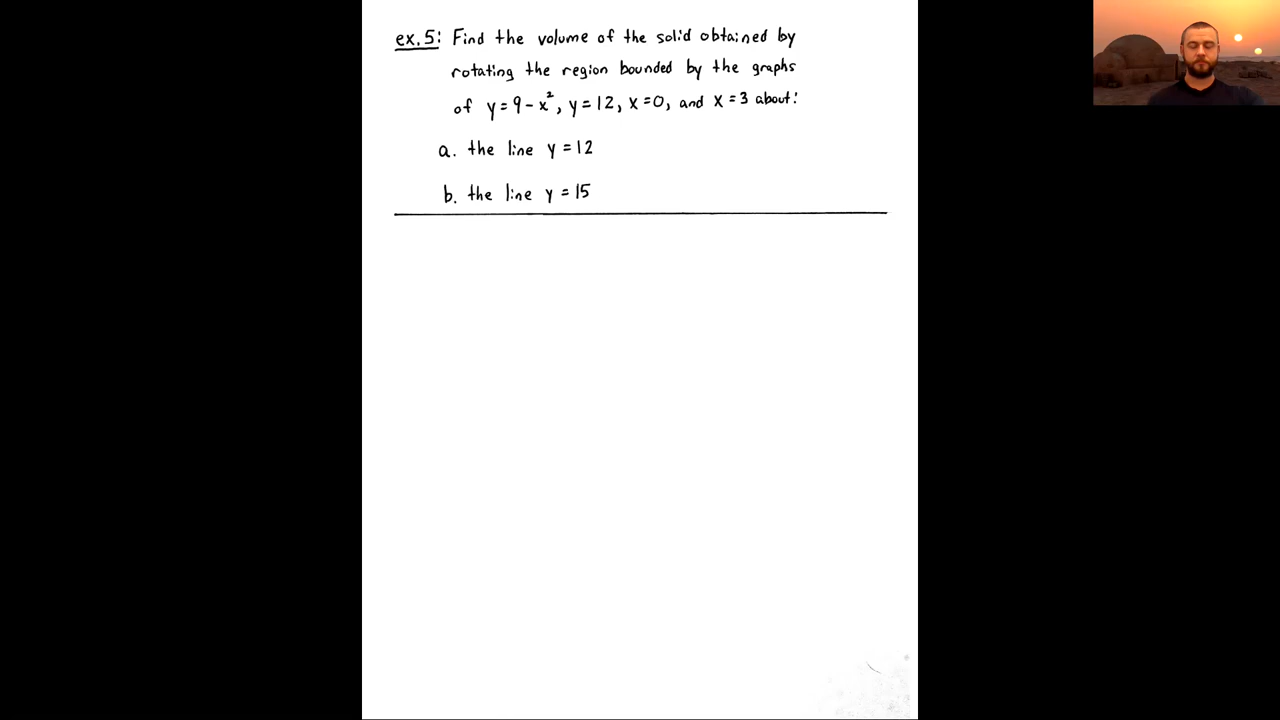 ex. 5: Find the volume of the solid obtained by
rotating the region bounded by the graphs
of y = 9 - x², y = 12, x = 0, and x = 3 about:
a. the line y = 12
b. the line y = 15